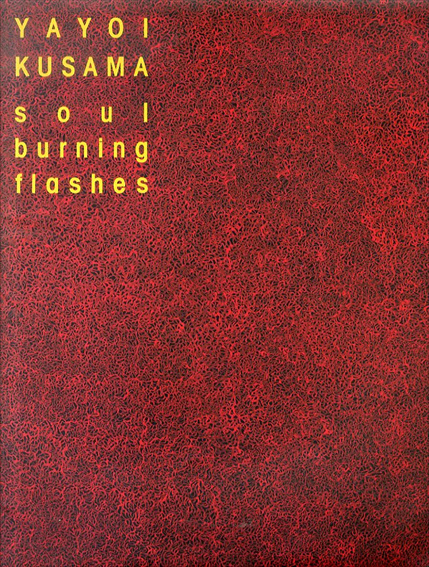 YAYOI
KUSAMA
soul
burning
flashes